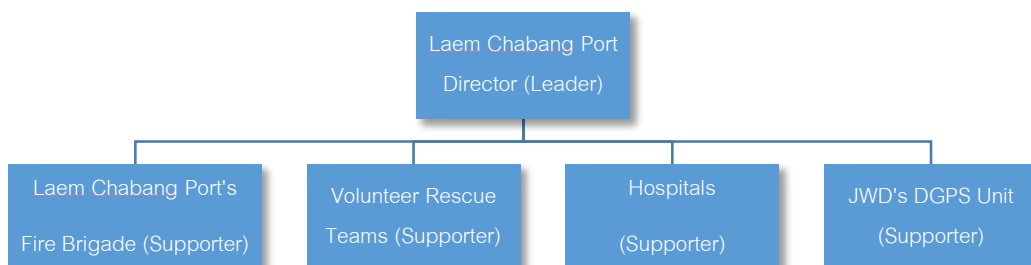 Laem Chabang Port
Director (Leader)
Laem Chabang Port's
Fire Brigade (Supporter)
Volunteer Rescue
Teams (Supporter)
Hospitals
(Supporter)
JWD's DGPS Unit
(Supporter)